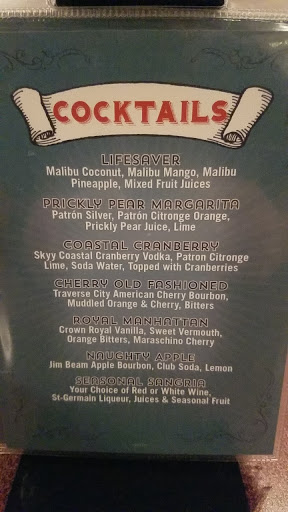 COCKTAILS
LIFESAVER
Malibu Coconut, Malibu Mango, Malibu
Pineapple, Mixed Fruit Juices
PRICKLY PEAR MARGARITA
Patrón Silver, Patrón Citronge Orange,
Prickly Pear Juice, Lime
COASTAL CRANBERRY
Skyy Coastal Cranberry Vodka, Patron Citronge
Lime, Soda Water, Topped with Cranberries
CHERRY OLD FASHIONED
Traverse City American Cherry Bourbon,
Muddled Orange & Cherry, Bitters
ROYAL MANHATTAN
Crown Royal Vanilla, Sweet Vermouth,
Orange Bitters, Maraschino Cherry
NAUGHTY APPLE
Jim Beam Apple Bourbon, Club Soda, Lemon
SEASONAL SANGRIA
Your Choice of Red or White Wine,
St-Germain Liqueur, Juices & Seasonal Fruit